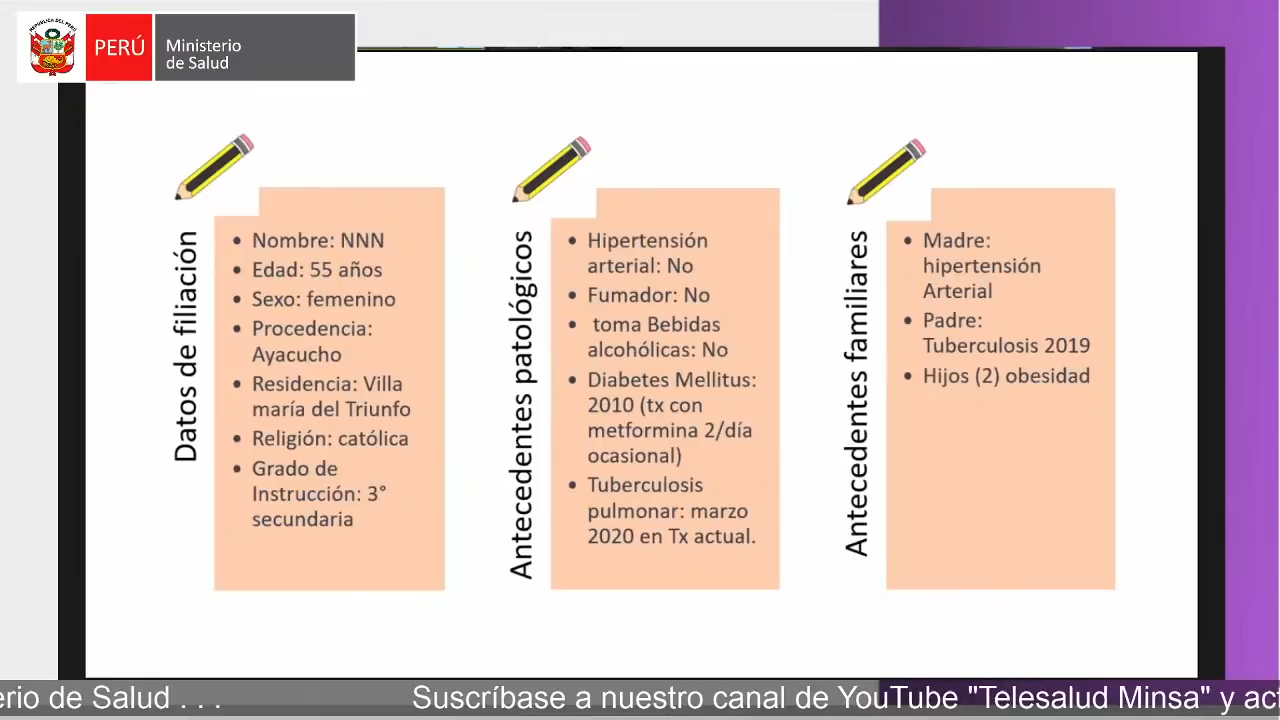 REPÚBLICA DEL PERÚ
PERÚ
Ministerio
de Salud
Datos de filiación
• Nombre: NNN
• Edad: 55 años
• Sexo: femenino
• Procedencia:
Ayacucho
• Residencia: Villa
maría del Triunfo
• Religión: católica
• Grado de
Instrucción: 3°
secundaria
Antecedentes patológicos
• Hipertensión
arterial: No
• Fumador: No
• toma Bebidas
alcohólicas: No
• Diabetes Mellitus:
2010 (tx con
metformina 2/día
ocasional)
• Tuberculosis
pulmonar: marzo
2020 en Tx actual.
Antecedentes familiares
• Madre:
hipertensión
Arterial
• Padre:
Tuberculosis 2019
• Hijos (2) obesidad
erio de Salud . . . Suscríbase a nuestro canal de YouTube "Telesalud Minsa" y act